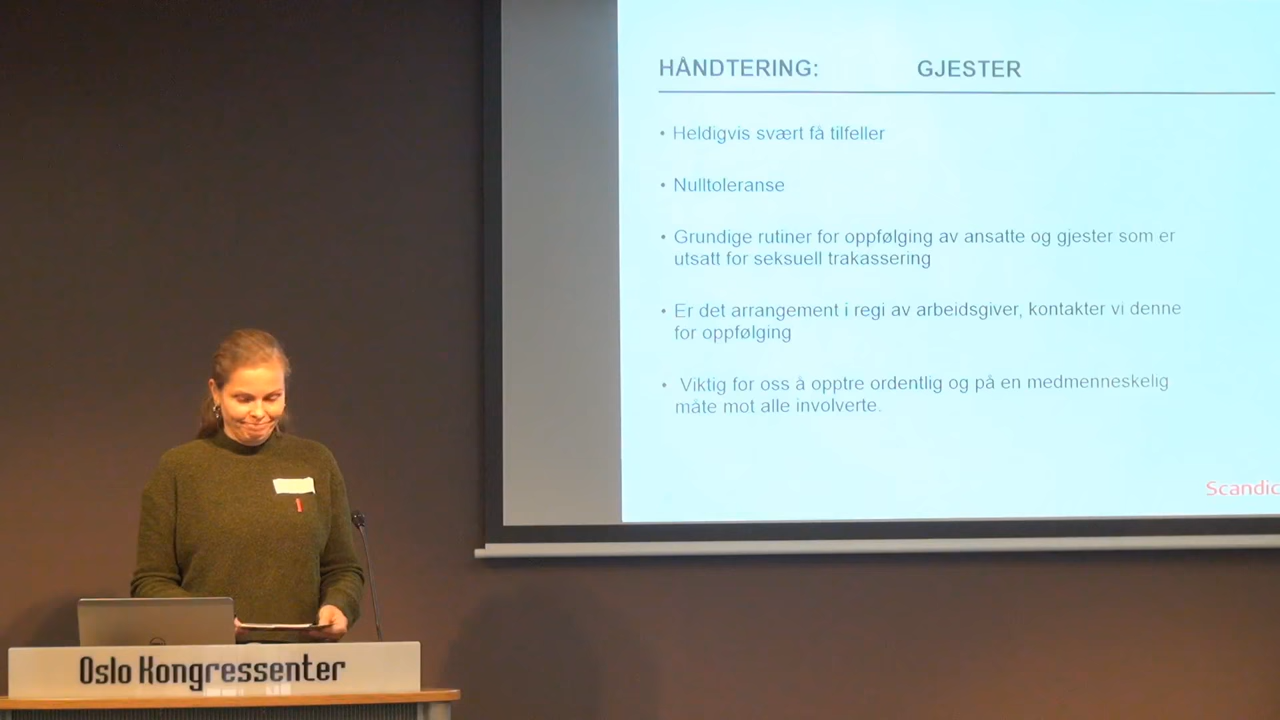 HÅNDTERING: GJESTER
• Heldigvis svært få tilfeller
• Nulltoleranse
• Grundige rutiner for oppfølging av ansatte og gjester som er
utsatt for seksuell trakassering
• Er det arrangement i regi av arbeidsgiver, kontakter vi denne
for oppfølging
• Viktig for oss å opptre ordentlig og på en medmenneskelig
måte mot alle involverte.
Scandic
Oslo Kongressenter